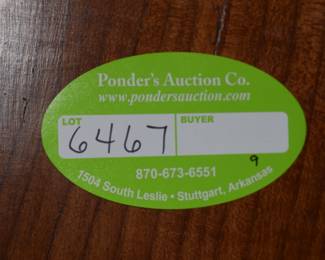 Ponder's Auction Co.
www.pondersauction.com
LOT BUYER
6467
870-673-6551
9
1504 South Leslie • Stuttgart, Arkansas